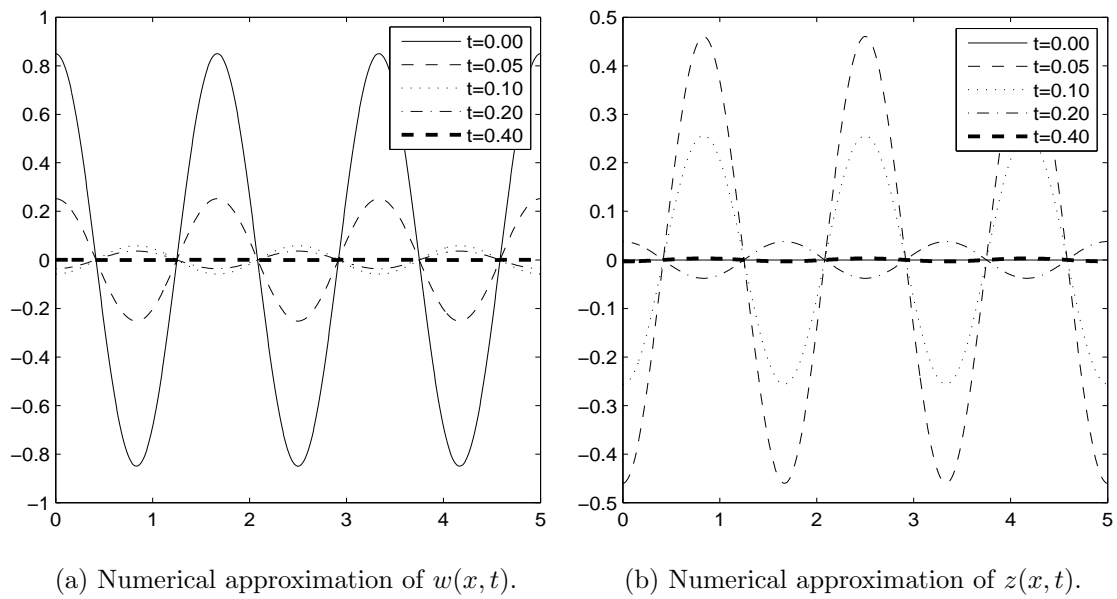 1
0.8
0.6
0.4
0.2
0
−0.2
−0.4
−0.6
−0.8
−1
0 1 2 3 4 5
t=0.00
t=0.05
t=0.10
t=0.20
t=0.40
(a) Numerical approximation of w(x, t).
0.5
0.4
0.3
0.2
0.1
0
−0.1
−0.2
−0.3
−0.4
−0.5
0 1 2 3 4 5
t=0.00
t=0.05
t=0.10
t=0.20
t=0.40
(b) Numerical approximation of z(x, t).